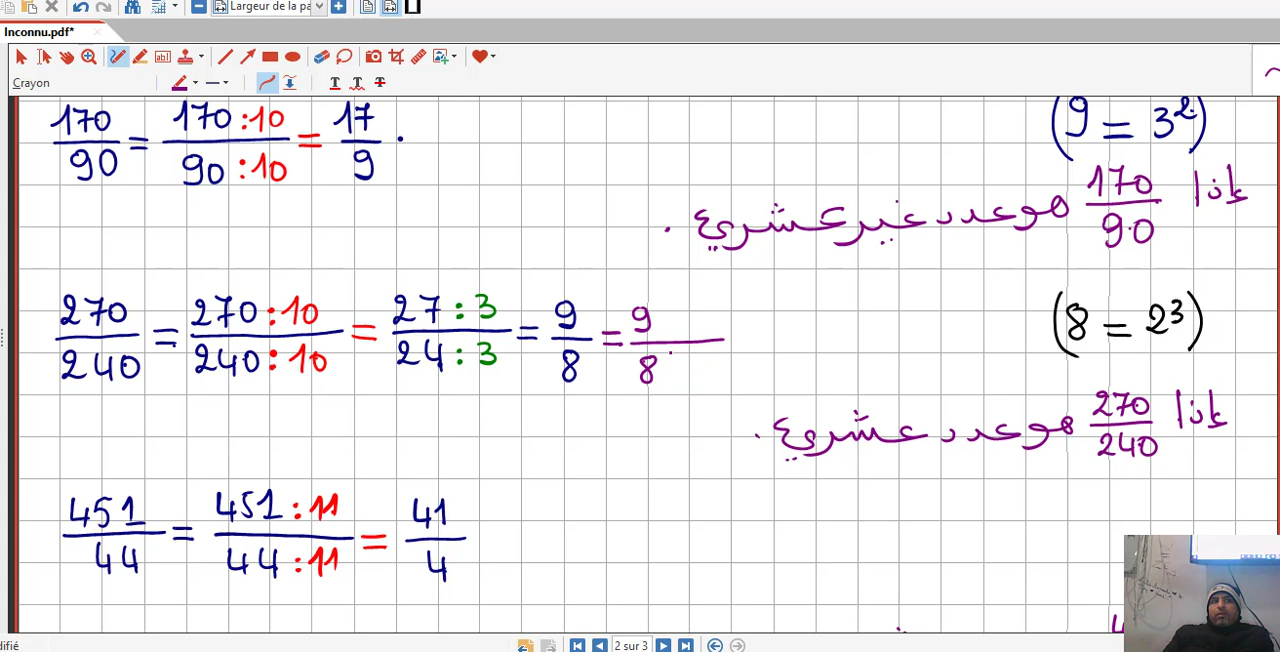 Largeur de la pa
Inconnu.pdf*
Crayon
170/90 = 170:10/90:10 = 17/9 .
(9 = 3²)
إذا 170/90 هو عدد غير عشري .
270/240 = 270:10/240:10 = 27:3/24:3 = 9/8 = 9/8
(8 = 2³)
إذا 270/240 هو عدد عشري .
451/44 = 451:11/44:11 = 41/4
difié
2 sur 3